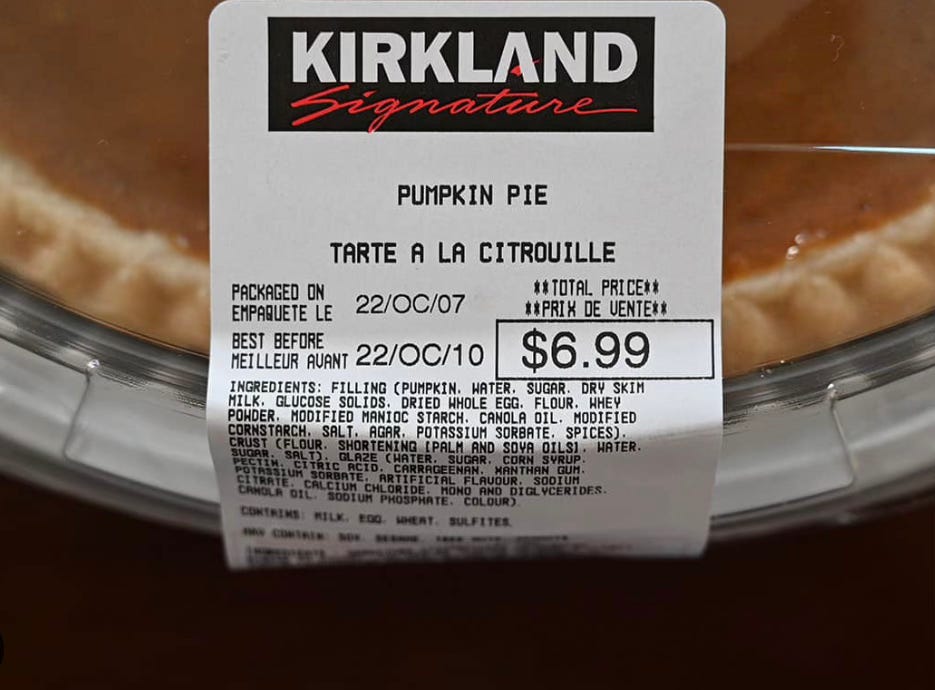 KIRKLAND
Signature
PUMPKIN PIE
TARTE A LA CITROUILLE
PACKAGED ON
EMPAQUETE LE 22/OC/07
**TOTAL PRICE**
**PRIX DE VENTE**
BEST BEFORE
MEILLEUR AVANT 22/OC/10
$6.99
INGREDIENTS: FILLING (PUMPKIN, WATER, SUGAR, DRY SKIM
MILK, GLUCOSE SOLIDS, DRIED WHOLE EGG, FLOUR, WHEY
POWDER, MODIFIED MANIOC STARCH, CANOLA OIL, MODIFIED
CORNSTARCH, SALT, AGAR, POTASSIUM SORBATE, SPICES),
CRUST (FLOUR, SHORTENING [PALM AND SOYA OILS], WATER,
SUGAR, SALT), GLAZE (WATER, SUGAR, CORN SYRUP,
PECTIN, CITRIC ACID, CARRAGEENAN, XANTHAN GUM,
POTASSIUM SORBATE, ARTIFICIAL FLAVOUR, SODIUM
CITRATE, CALCIUM CHLORIDE, MONO AND DIGLYCERIDES,
CANOLA OIL, SODIUM PHOSPHATE, COLOUR).
CONTAINS: MILK, EGG, WHEAT, SULFITES.
MAY CONTAIN: SOY, SESAME,